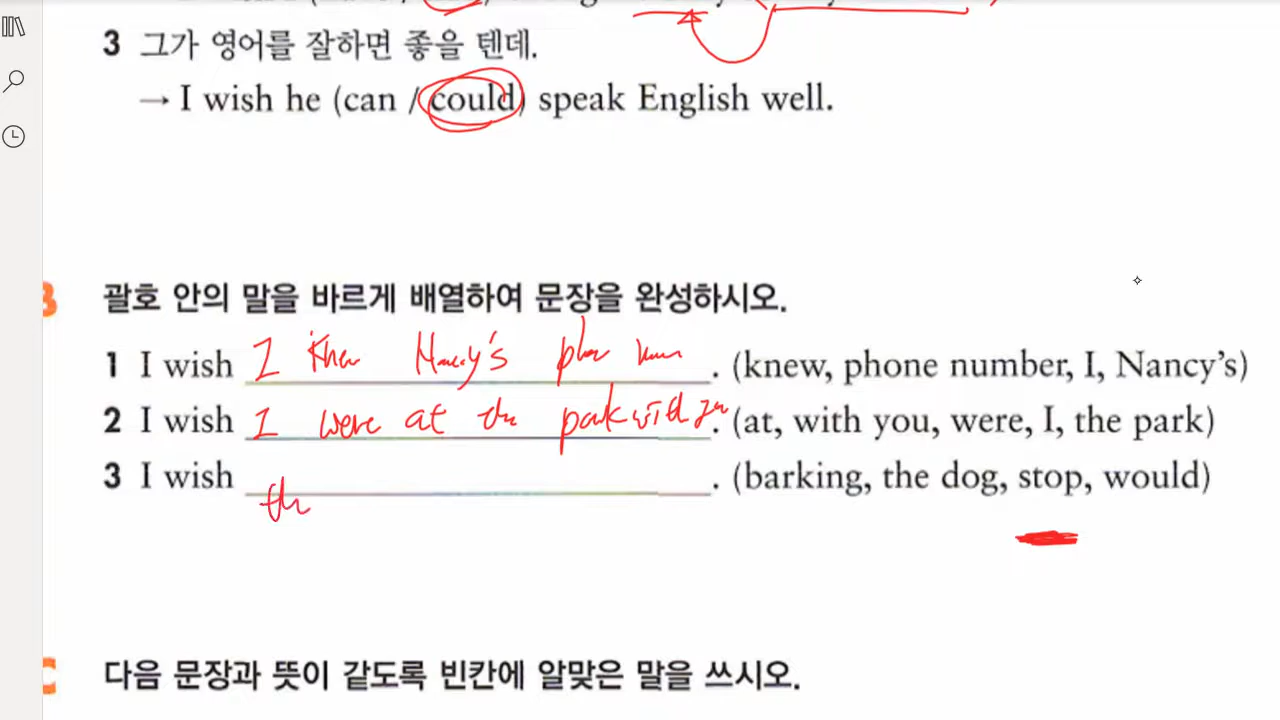 3 그가 영어를 잘하면 좋을 텐데.
→ I wish he (can / could) speak English well.
B 괄호 안의 말을 바르게 배열하여 문장을 완성하시오.
1 I wish I Nancy's . (knew, phone number, I, Nancy's)
2 I wish I were at the park with you . (at, with you, were, I, the park)
3 I wish th . (barking, the dog, stop, would)
C 다음 문장과 뜻이 같도록 빈칸에 알맞은 말을 쓰시오.